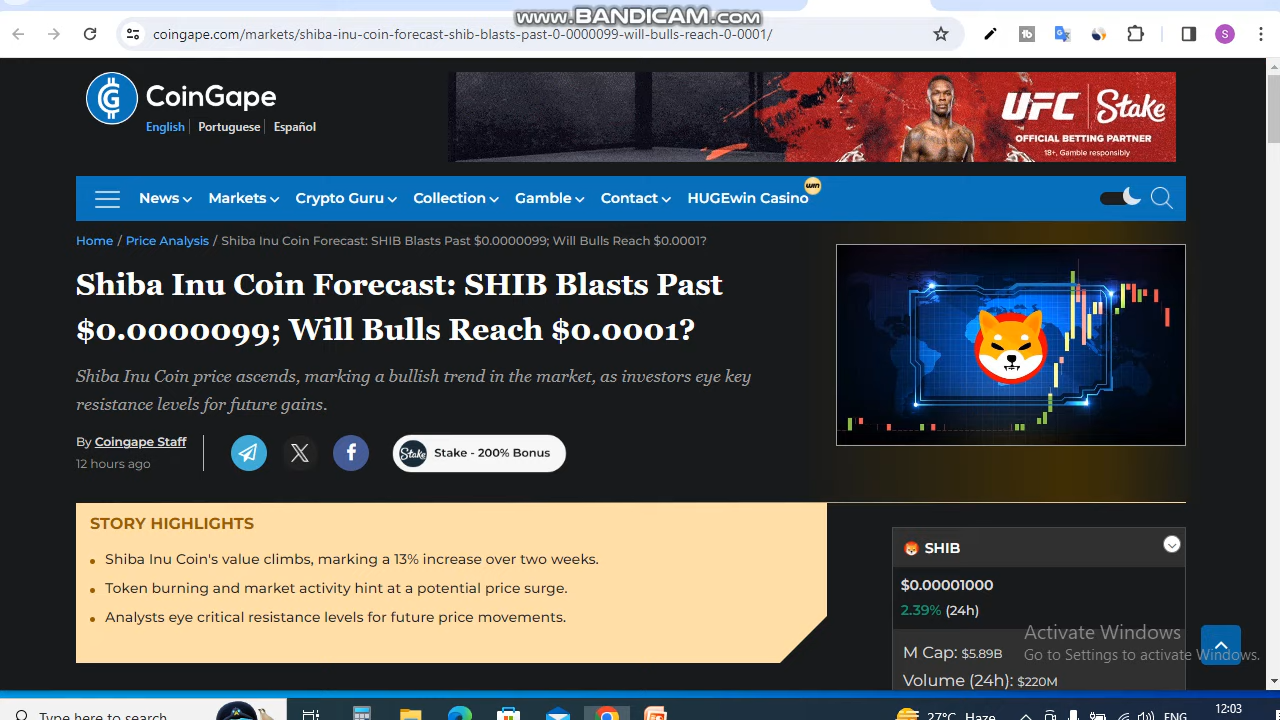 www.BANDICAM.com
coingape.com/markets/shiba-inu-coin-forecast-shib-blasts-past-0-0000099-will-bulls-reach-0-0001/
S
CoinGape
English Portuguese Español
UFC Stake
OFFICIAL BETTING PARTNER
18+, Gamble responsibly
News Markets Crypto Guru Collection Gamble Contact HUGEwin Casino
WIN
Home / Price Analysis / Shiba Inu Coin Forecast: SHIB Blasts Past $0.0000099; Will Bulls Reach $0.0001?
Shiba Inu Coin Forecast: SHIB Blasts Past
$0.0000099; Will Bulls Reach $0.0001?
Shiba Inu Coin price ascends, marking a bullish trend in the market, as investors eye key
resistance levels for future gains.
By Coingape Staff
12 hours ago
Stake Stake - 200% Bonus
STORY HIGHLIGHTS
Shiba Inu Coin's value climbs, marking a 13% increase over two weeks.
Token burning and market activity hint at a potential price surge.
Analysts eye critical resistance levels for future price movements.
SHIB
$0.00001000
2.39% (24h)
M Cap: $5.89B
Volume (24h): $220M
Activate Windows
Go to Settings to activate Windows.
Type here to search
27°C Haze
ENG
12:03